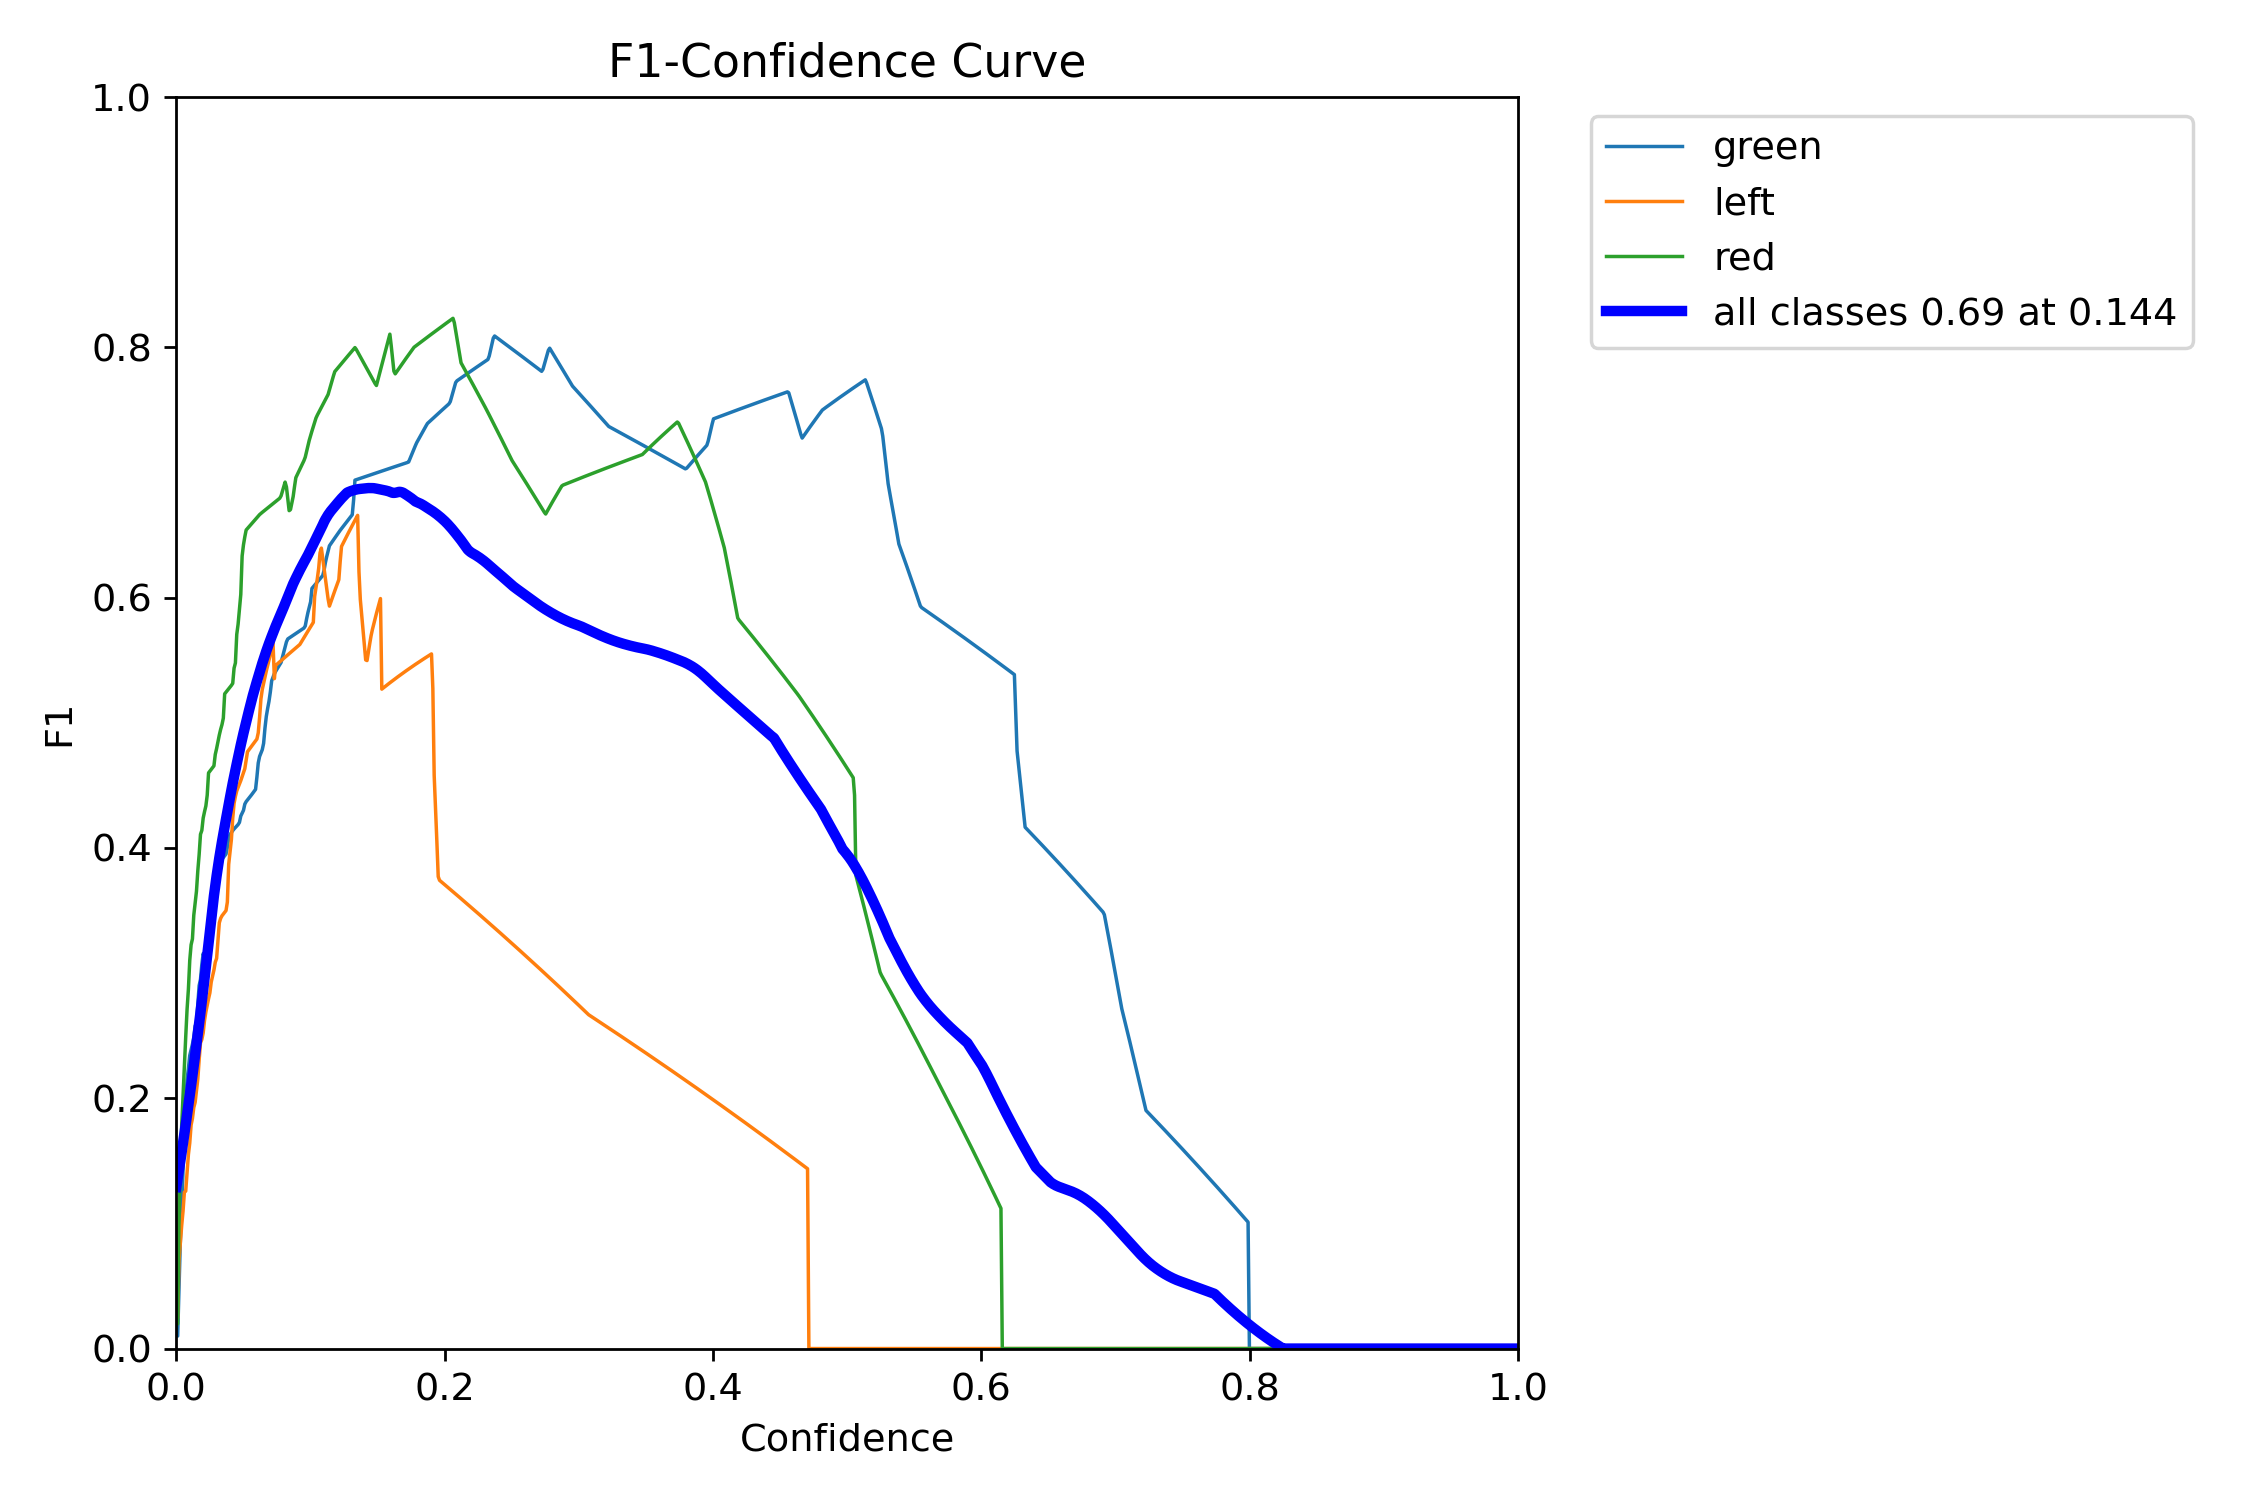 F1-Confidence Curve
1.0
0.8
0.6
0.4
0.2
0.0
F1
0.0 0.2 0.4 0.6 0.8 1.0
Confidence
green
left
red
all classes 0.69 at 0.144